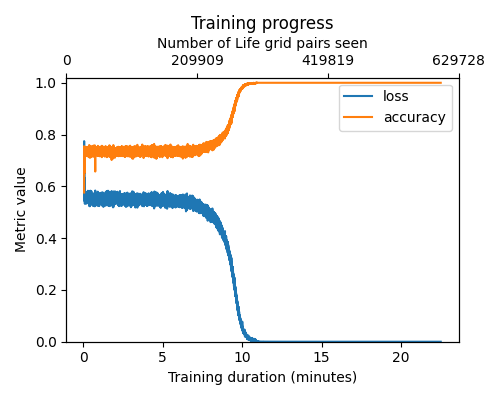 Training progress
Number of Life grid pairs seen
0 209909 419819 629728
1.0
0.8
0.6
0.4
0.2
0.0
Metric value
loss
accuracy
0 5 10 15 20
Training duration (minutes)